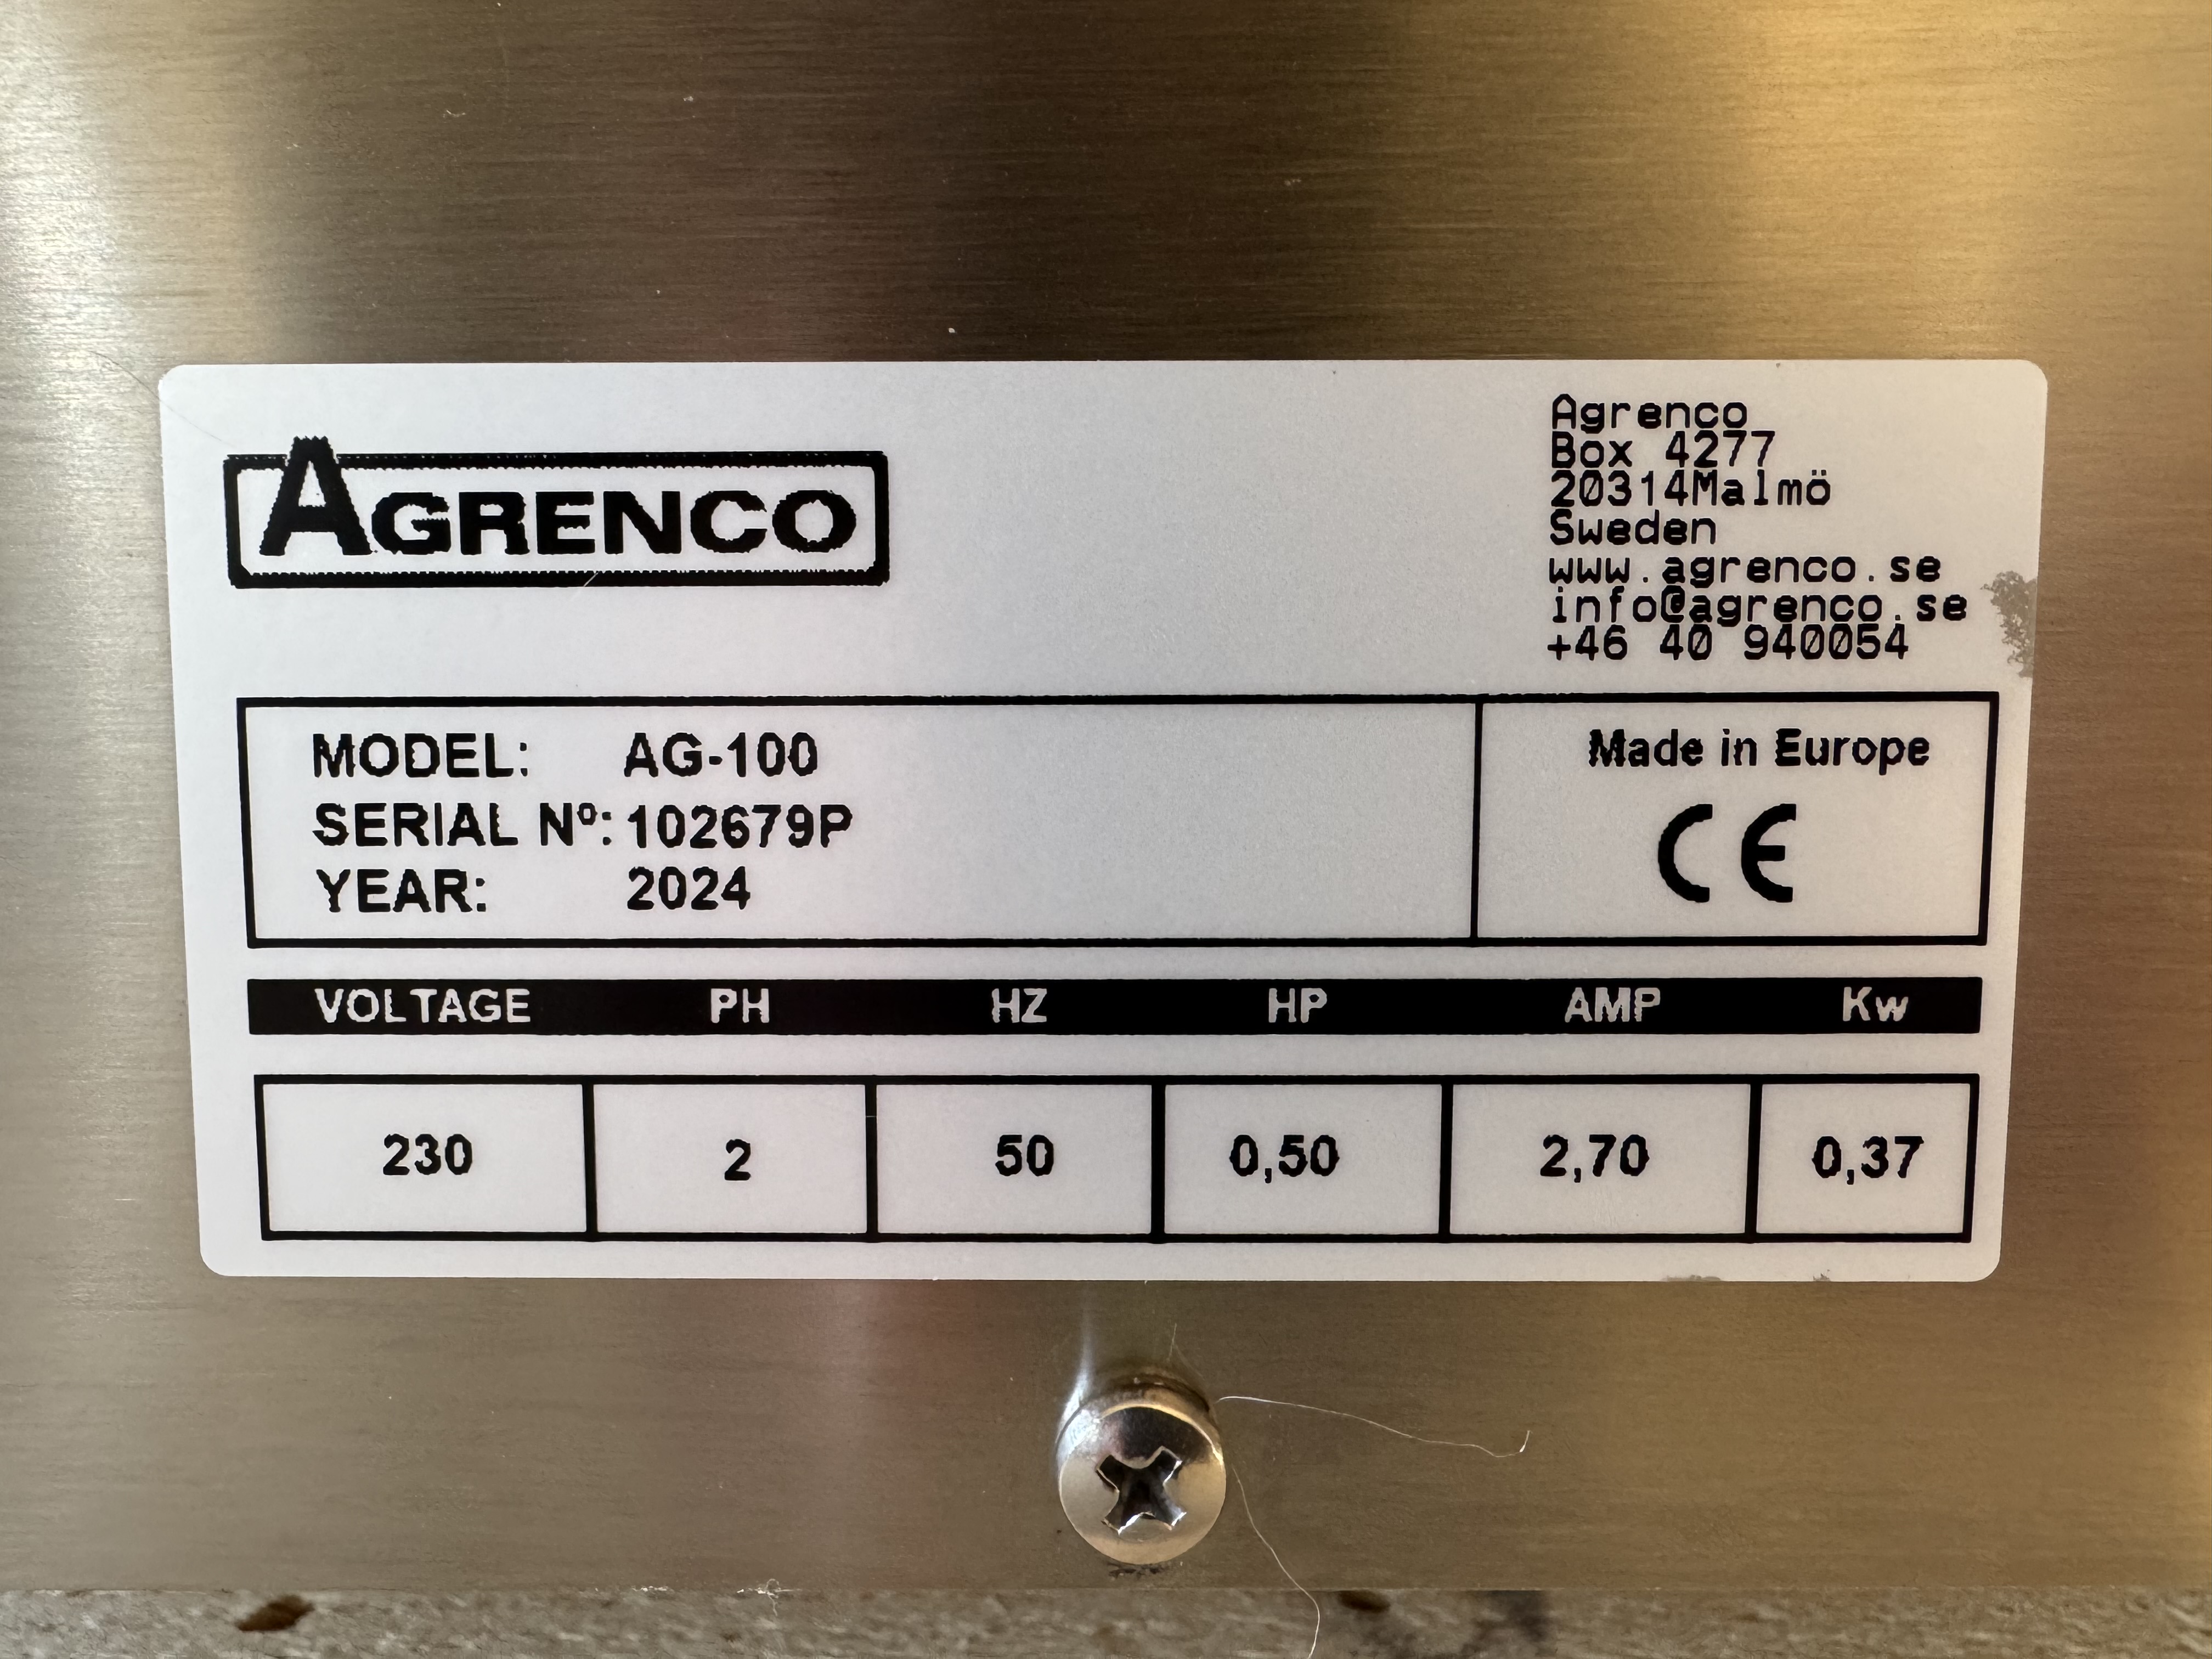 AGRENCO
Agrenco
Box 4277
20314Malmö
Sweden
www.agrenco.se
info@agrenco.se
+46 40 940054
MODEL: AG-100
SERIAL Nº: 102679P
YEAR: 2024
Made in Europe
CE
VOLTAGE PH HZ HP AMP Kw
230 2 50 0,50 2,70 0,37